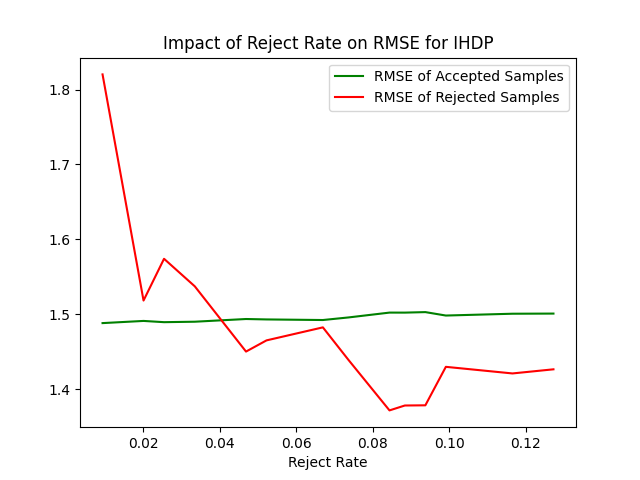 Impact of Reject Rate on RMSE for IHDP
RMSE of Accepted Samples
RMSE of Rejected Samples
1.8
1.7
1.6
1.5
1.4
0.02 0.04 0.06 0.08 0.10 0.12
Reject Rate